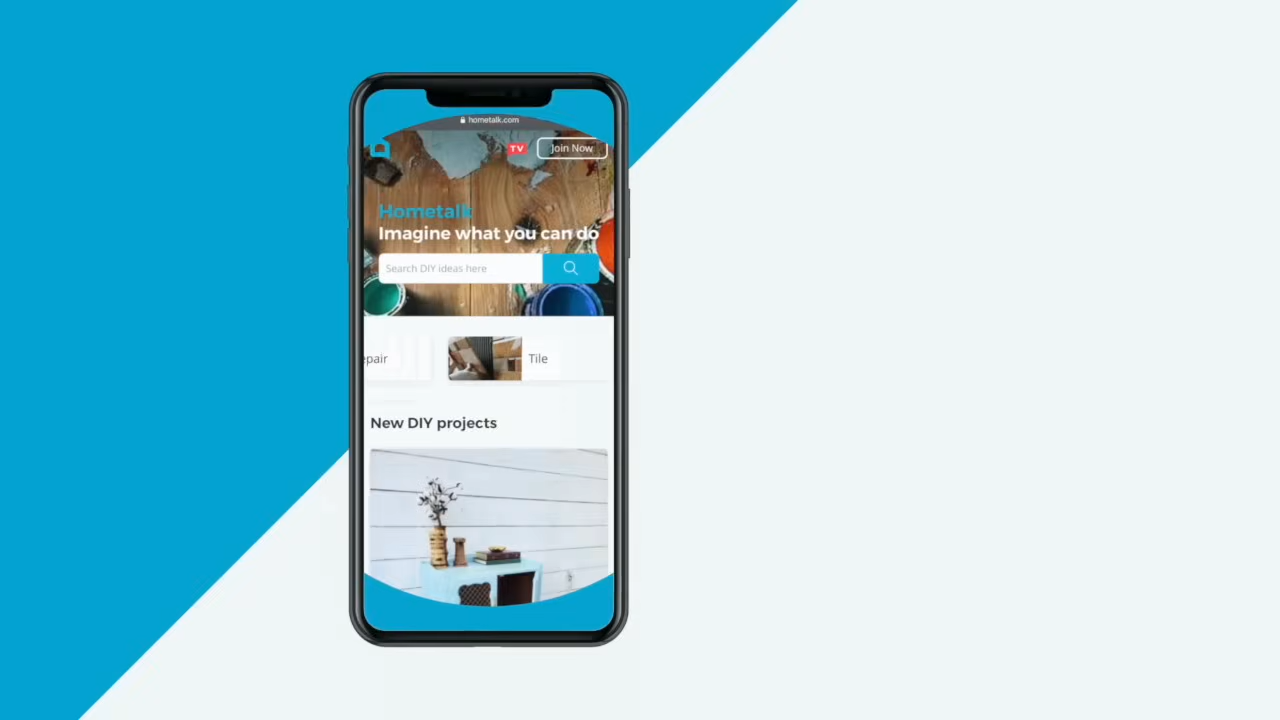 hometalk.com
TV
Join Now
Hometalk
Imagine what you can do
Search DIY ideas here
epair
Tile
New DIY projects